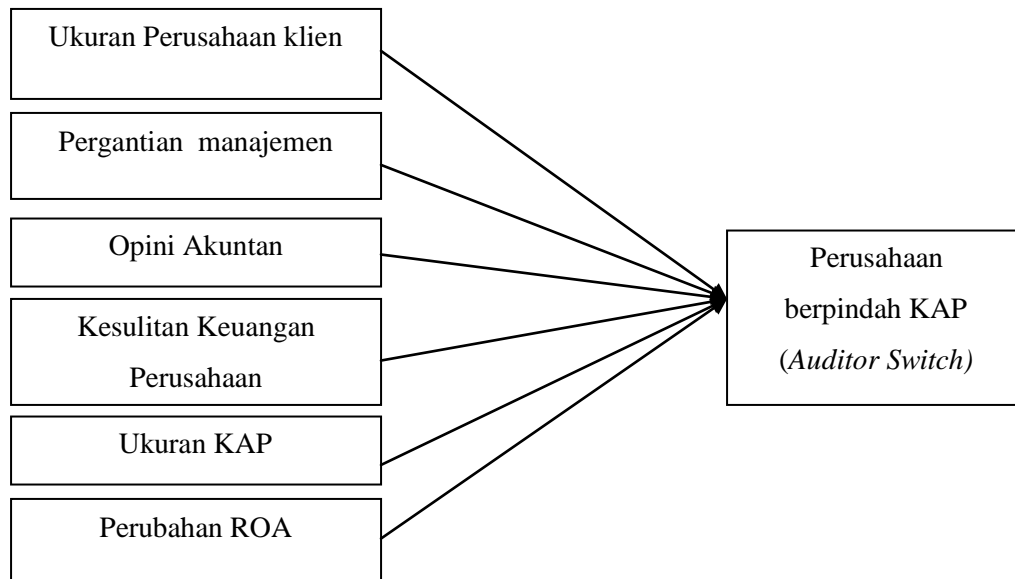 Ukuran Perusahaan klien
Pergantian manajemen
Opini Akuntan
Kesulitan Keuangan
Perusahaan
Ukuran KAP
Perubahan ROA
Perusahaan
berpindah KAP
(Auditor Switch)